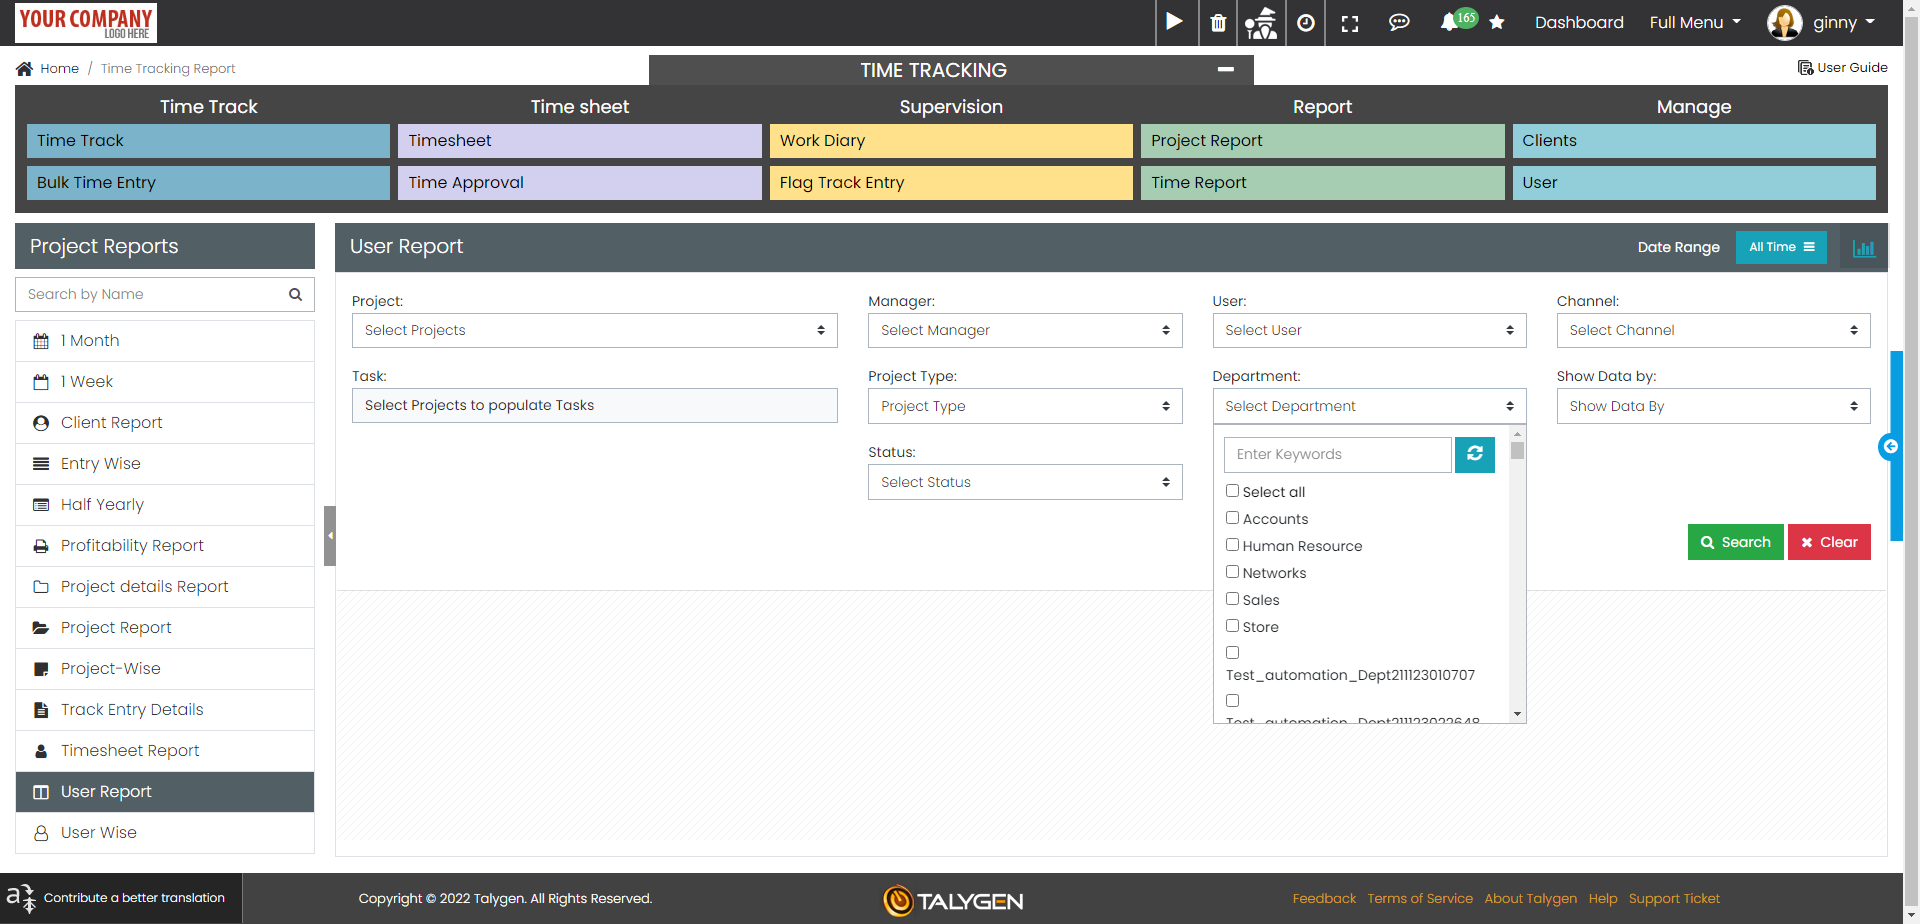 YOUR COMPANY
LOGO HERE
165
Dashboard
Full Menu
ginny
Home / Time Tracking Report
TIME TRACKING
User Guide
Time Track
Time sheet
Supervision
Report
Manage
Time Track
Timesheet
Work Diary
Project Report
Clients
Bulk Time Entry
Time Approval
Flag Track Entry
Time Report
User
Project Reports
Search by Name
1 Month
1 Week
Client Report
Entry Wise
Half Yearly
Profitability Report
Project details Report
Project Report
Project-Wise
Track Entry Details
Timesheet Report
User Report
User Wise
User Report
Date Range
All Time
Project:
Select Projects
Manager:
Select Manager
User:
Select User
Channel:
Select Channel
Task:
Select Projects to populate Tasks
Project Type:
Project Type
Department:
Select Department
Show Data by:
Show Data By
Status:
Select Status
Enter Keywords
Select all
Accounts
Human Resource
Networks
Sales
Store
Test_automation_Dept211123010707
Test_automation_Dept211123022648
Search
Clear
Contribute a better translation
Copyright © 2022 Talygen. All Rights Reserved.
TALYGEN
Feedback
Terms of Service
About Talygen
Help
Support Ticket